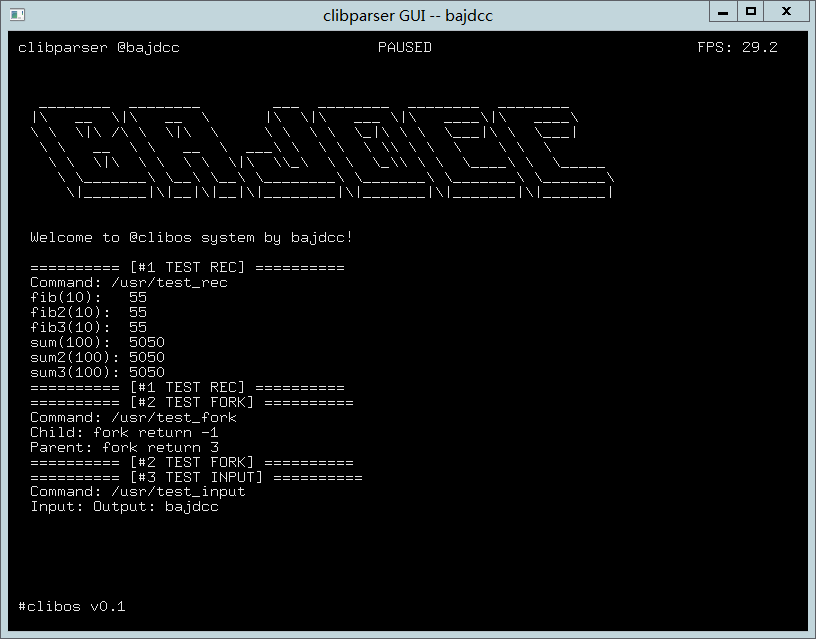 clibparser GUI -- bajdcc
clibparser @bajdcc PAUSED FPS: 29.2
BAJDCC
Welcome to @clibos system by bajdcc!
========== [#1 TEST REC] ==========
Command: /usr/test_rec
fib(10): 55
fib2(10): 55
fib3(10): 55
sum(100): 5050
sum2(100): 5050
sum3(100): 5050
========== [#1 TEST REC] ==========
========== [#2 TEST FORK] ==========
Command: /usr/test_fork
Child: fork return -1
Parent: fork return 3
========== [#2 TEST FORK] ==========
========== [#3 TEST INPUT] ==========
Command: /usr/test_input
Input: Output: bajdcc
#clibos v0.1